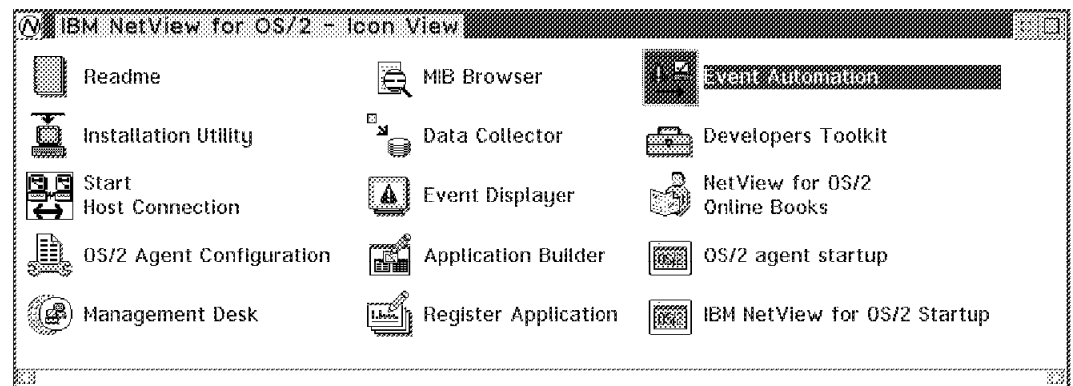 IBM NetView for OS/2 - Icon View
Readme
MIB Browser
Event Automation
Installation Utility
Data Collector
Developers Toolkit
Start
Host Connection
Event Displayer
NetView for OS/2
Online Books
OS/2 Agent Configuration
Application Builder
OS/2 agent startup
Management Desk
Register Application
IBM NetView for OS/2 Startup